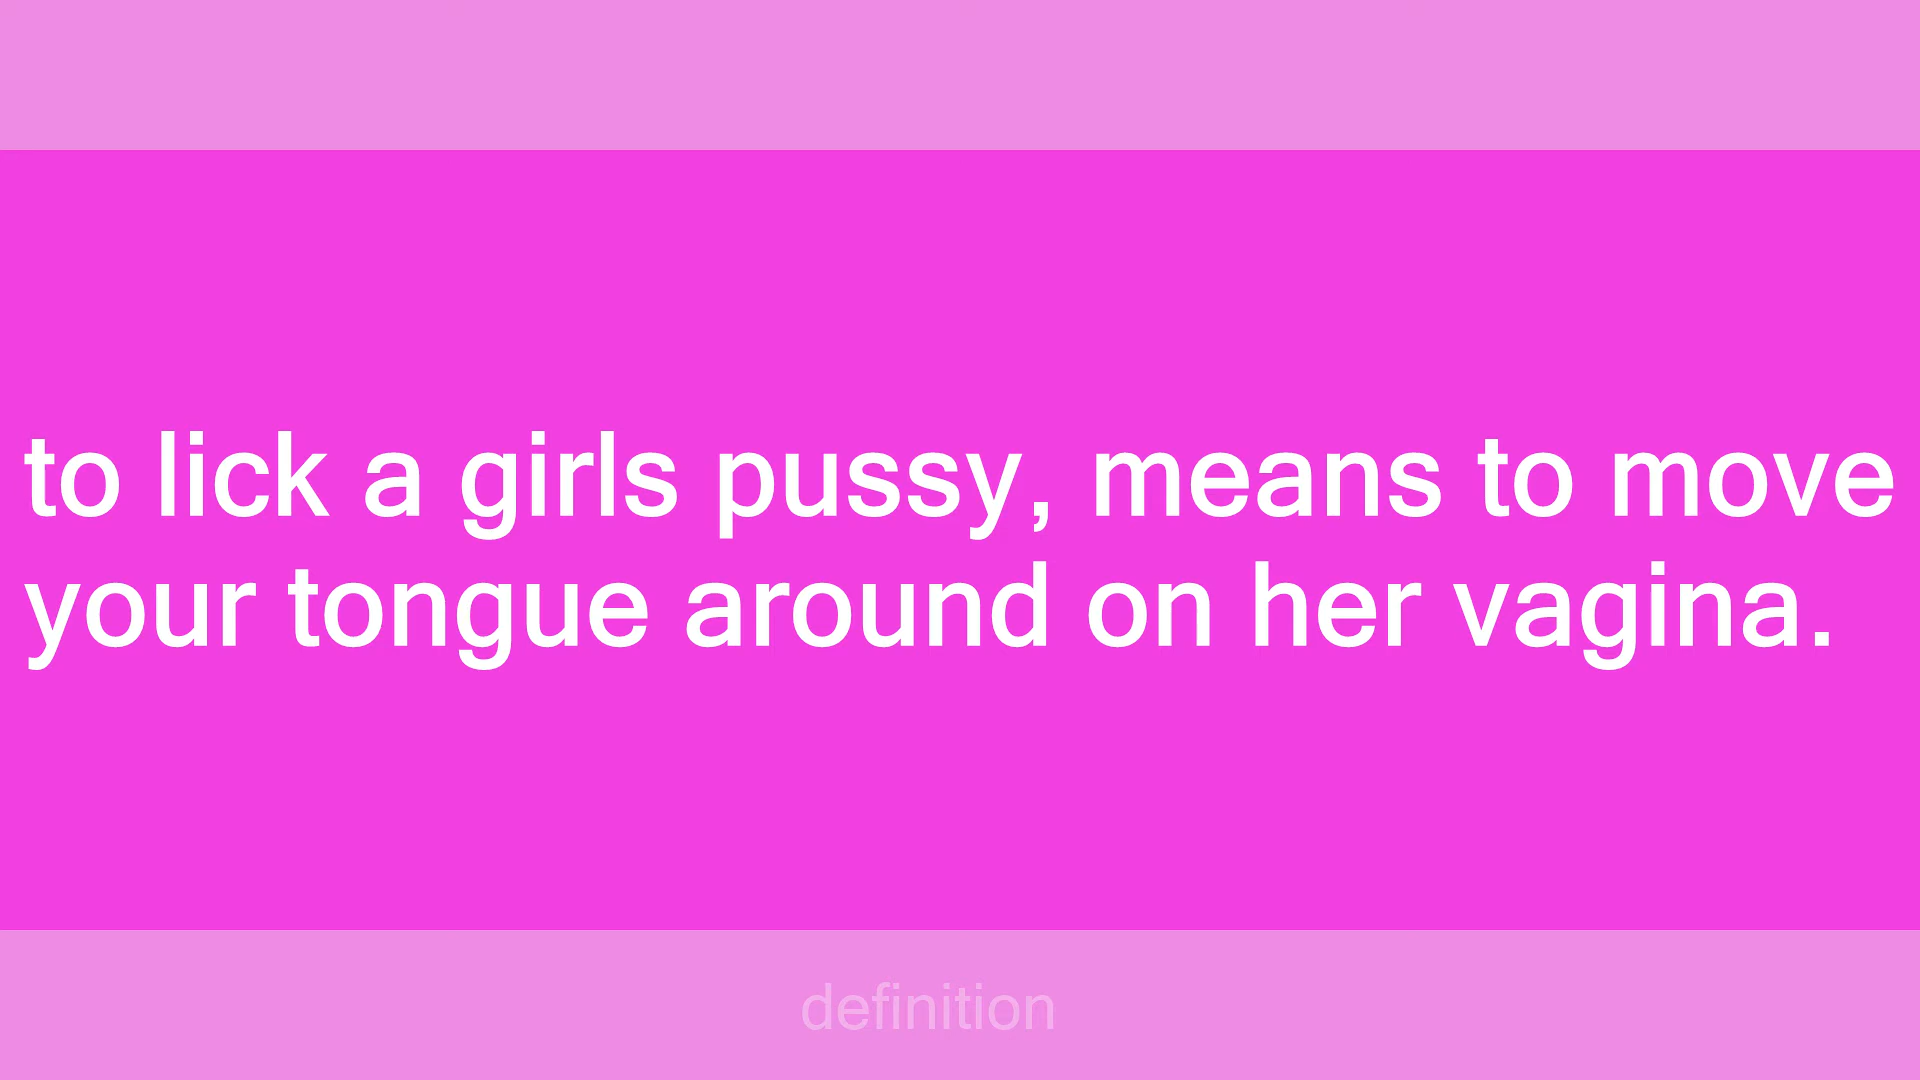 to lick a girls pussy, means to move
your tongue around on her vagina.
definition